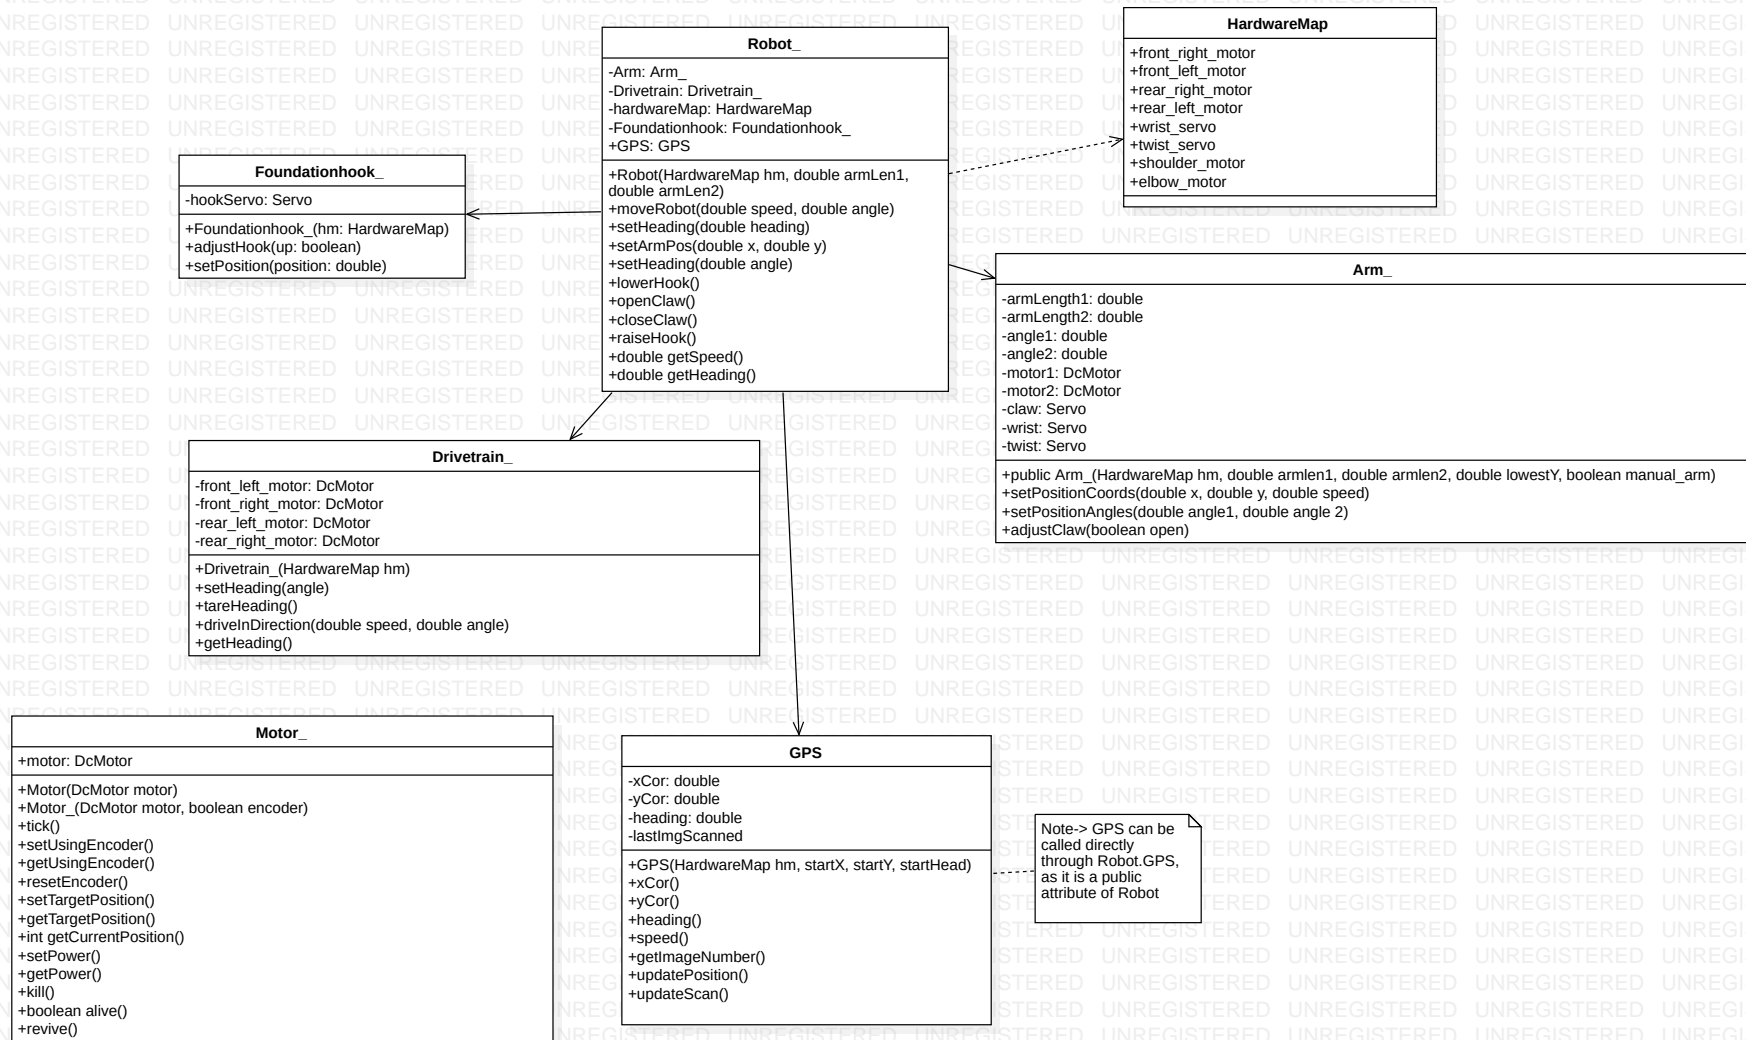 Robot_
-Arm: Arm_
-Drivetrain: Drivetrain_
-hardwareMap: HardwareMap
-Foundationhook: Foundationhook_
+GPS: GPS
+Robot(HardwareMap hm, double armLen1,
double armLen2)
+moveRobot(double speed, double angle)
+setHeading(double heading)
+setArmPos(double x, double y)
+setHeading(double angle)
+lowerHook()
+openClaw()
+closeClaw()
+raiseHook()
+double getSpeed()
+double getHeading()
HardwareMap
+front_right_motor
+front_left_motor
+rear_right_motor
+rear_left_motor
+wrist_servo
+twist_servo
+shoulder_motor
+elbow_motor
Foundationhook_
-hookServo: Servo
+Foundationhook_(hm: HardwareMap)
+adjustHook(up: boolean)
+setPosition(position: double)
Arm_
-armLength1: double
-armLength2: double
-angle1: double
-angle2: double
-motor1: DcMotor
-motor2: DcMotor
-claw: Servo
-wrist: Servo
-twist: Servo
+public Arm_(HardwareMap hm, double armlen1, double armlen2, double lowestY, boolean manual_arm)
+setPositionCoords(double x, double y, double speed)
+setPositionAngles(double angle1, double angle 2)
+adjustClaw(boolean open)
Drivetrain_
-front_left_motor: DcMotor
-front_right_motor: DcMotor
-rear_left_motor: DcMotor
-rear_right_motor: DcMotor
+Drivetrain_(HardwareMap hm)
+setHeading(angle)
+tareHeading()
+driveInDirection(double speed, double angle)
+getHeading()
Motor_
+motor: DcMotor
+Motor(DcMotor motor)
+Motor_(DcMotor motor, boolean encoder)
+tick()
+setUsingEncoder()
+getUsingEncoder()
+resetEncoder()
+setTargetPosition()
+getTargetPosition()
+int getCurrentPosition()
+setPower()
+getPower()
+kill()
+boolean alive()
+revive()
GPS
-xCor: double
-yCor: double
-heading: double
-lastImgScanned
+GPS(HardwareMap hm, startX, startY, startHead)
+xCor()
+yCor()
+heading()
+speed()
+getImageNumber()
+updatePosition()
+updateScan()
Note-> GPS can be
called directly
through Robot.GPS,
as it is a public
attribute of Robot
UNREGISTERED